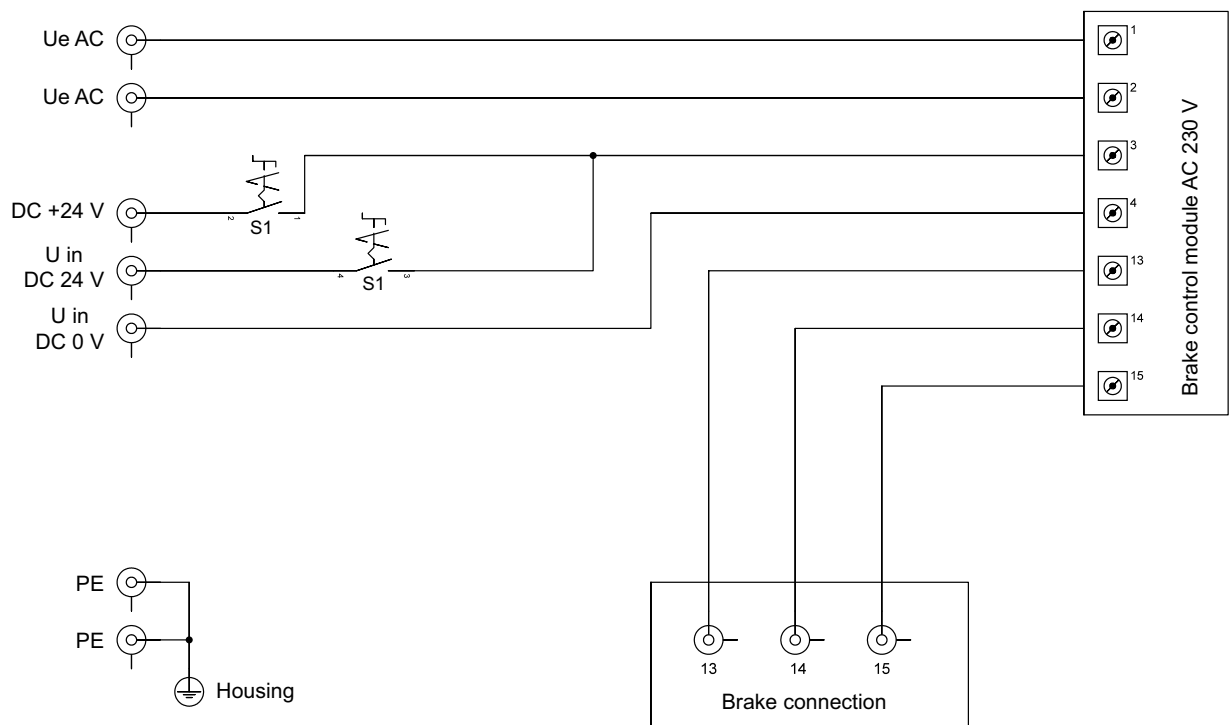 Ue AC
1
Ue AC
2
3
DC +24 V
2
1
S1
4
U in
DC 24 V
4
3
S1
13
U in
DC 0 V
14
15
Brake control module AC 230 V
PE
PE
Housing
13
14
15
Brake connection